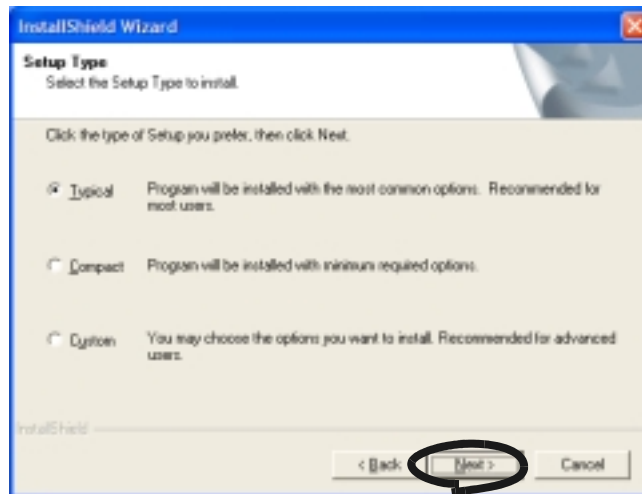 InstallShield Wizard
Setup Type
Select the Setup Type to install.
Click the type of Setup you prefer, then click Next.
Typical Program will be installed with the most common options. Recommended for
most users.
Compact Program will be installed with minimum required options.
Custom You may choose the options you want to install. Recommended for advanced
users.
InstallShield
< Back Next > Cancel